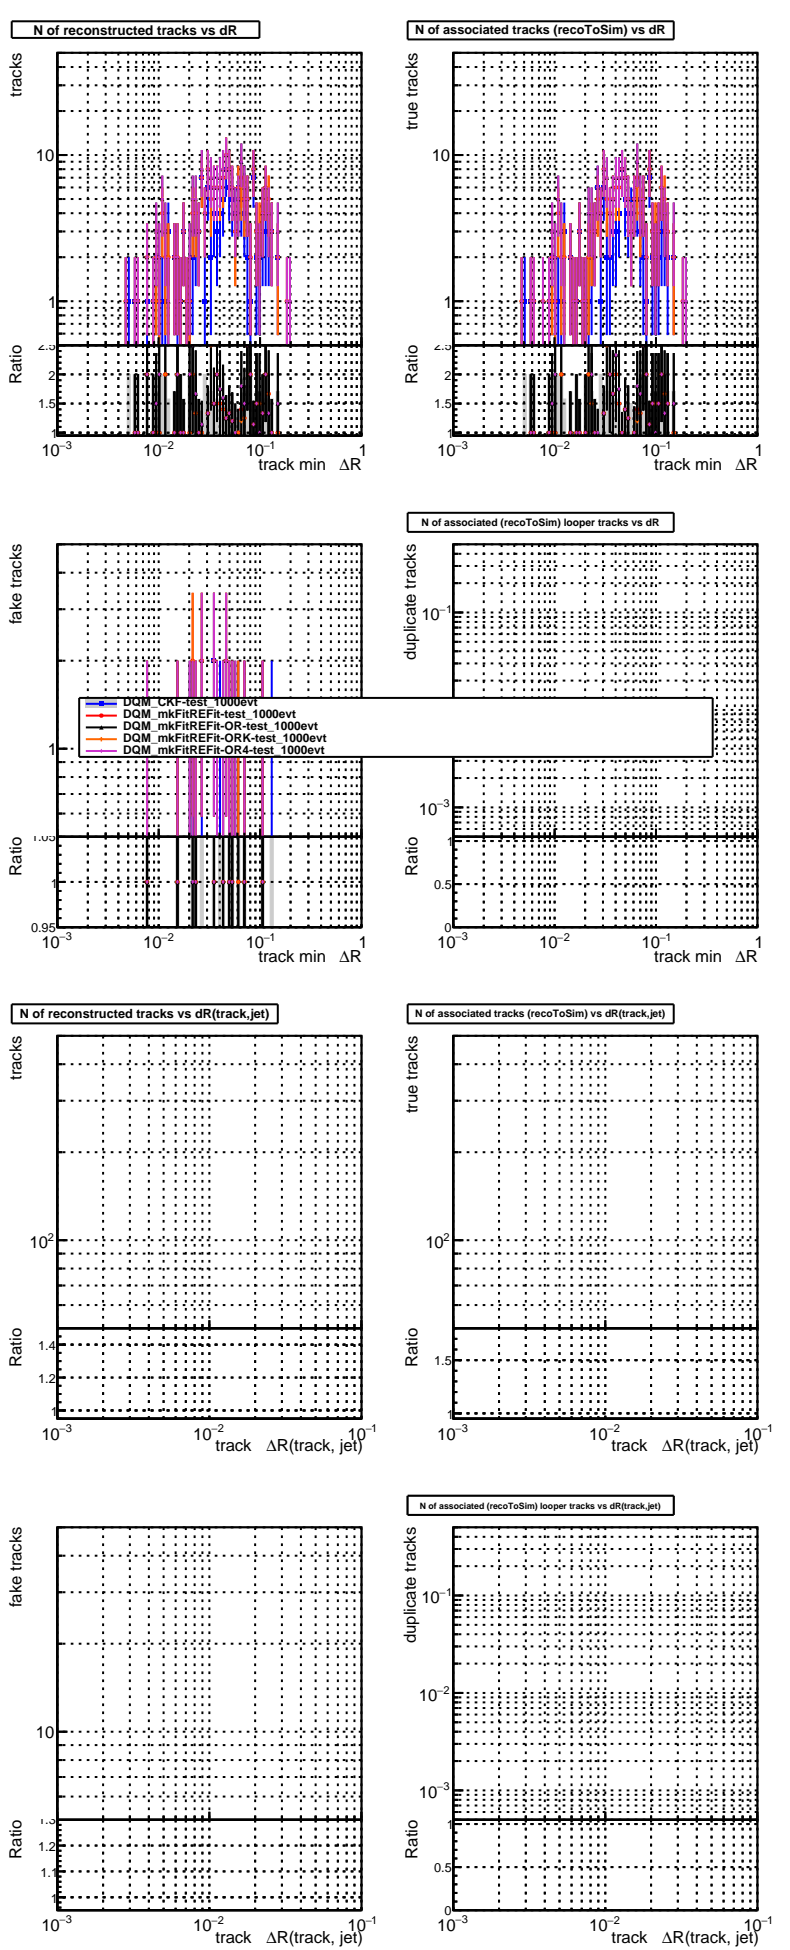 N of reconstructed tracks vs dR
tracks
10
1
Ratio
2.5
2
1.5
1
10−3 10−2 10−1 1
track min ΔR
N of associated tracks (recoToSim) vs dR
true tracks
10
1
Ratio
2.5
2
1.5
1
10−3 10−2 10−1 1
track min ΔR
fake tracks
1
Ratio
1.05
1
0.95
10−3 10−2 10−1 1
track min ΔR
N of associated (recoToSim) looper tracks vs dR
duplicate tracks
10−1
10−3
Ratio
1
0.5
0
10−3 10−2 10−1 1
track min ΔR
DQM_CKF-test_1000evt
DQM_mkFitREFit-test_1000evt
DQM_mkFitREFit-OR-test_1000evt
DQM_mkFitREFit-ORK-test_1000evt
DQM_mkFitREFit-OR4-test_1000evt
N of reconstructed tracks vs dR(track,jet)
tracks
102
Ratio
1.4
1.2
1
10−3 10−2 10−1
track ΔR(track, jet)
N of associated tracks (recoToSim) vs dR(track,jet)
true tracks
102
Ratio
1.5
1
10−3 10−2 10−1
track ΔR(track, jet)
fake tracks
10
Ratio
1.3
1.2
1.1
1
10−3 10−2 10−1
track ΔR(track, jet)
N of associated (recoToSim) looper tracks vs dR(track,jet)
duplicate tracks
10−1
10−2
10−3
Ratio
1
0.5
0
10−3 10−2 10−1
track ΔR(track, jet)